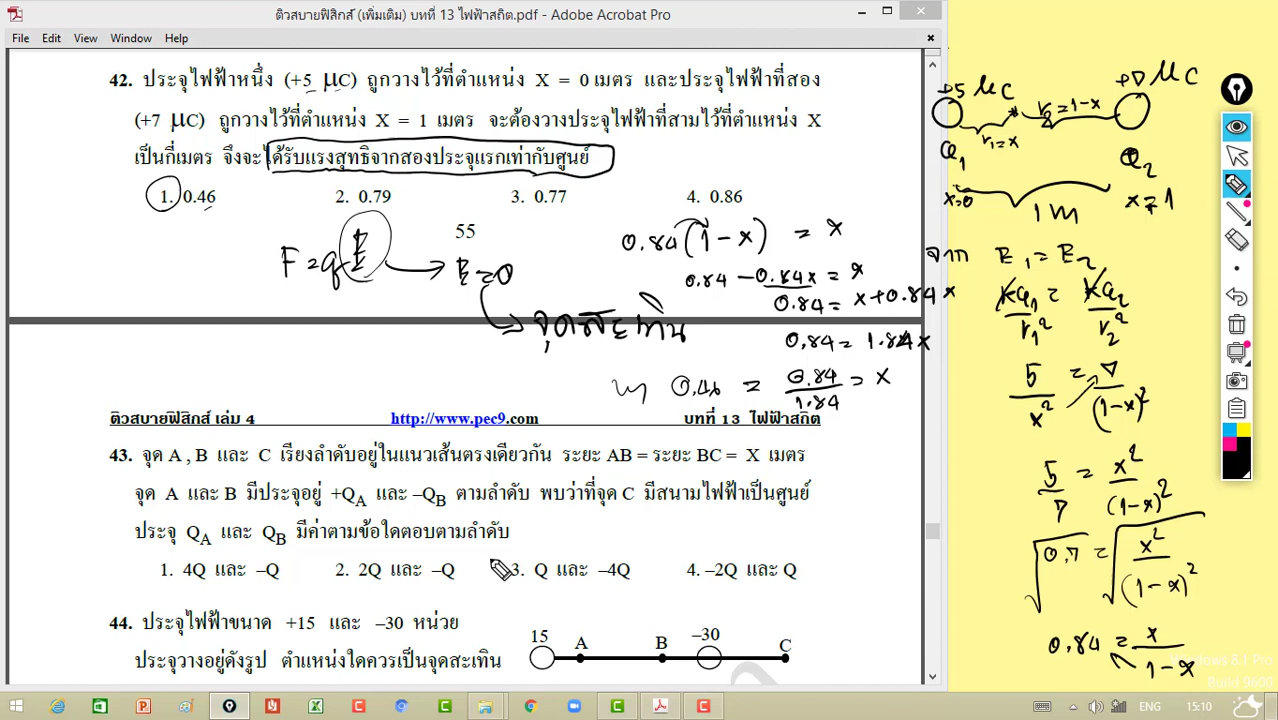 ติวสบายฟิสิกส์ (เพิ่มเติม) บทที่ 13 ไฟฟ้าสถิต.pdf - Adobe Acrobat Pro
File Edit View Window Help
42. ประจุไฟฟ้าหนึ่ง (+5 μC) ถูกวางไว้ที่ตำแหน่ง X = 0 เมตร และประจุไฟฟ้าที่สอง
(+7 μC) ถูกวางไว้ที่ตำแหน่ง X = 1 เมตร จะต้องวางประจุไฟฟ้าที่สามไว้ที่ตำแหน่ง X
เป็นกี่เมตร จึงจะได้รับแรงสุทธิจากสองประจุแรกเท่ากับศูนย์
1. 0.46 2. 0.79 3. 0.77 4. 0.86
55
F = qE
E = 0
จุดสะเทิน
0.84(1 - x) = x
0.84 - 0.84x = x
0.84 = x + 0.84x
0.84 = 1.84x
0.46 = 0.84/1.84 = x
ติวสบายฟิสิกส์ เล่ม 4 http://www.pec9.com บทที่ 13 ไฟฟ้าสถิต
43. จุด A , B และ C เรียงลำดับอยู่ในแนวเส้นตรงเดียวกัน ระยะ AB = ระยะ BC = X เมตร
จุด A และ B มีประจุอยู่ +QA และ –QB ตามลำดับ พบว่าที่จุด C มีสนามไฟฟ้าเป็นศูนย์
ประจุ QA และ QB มีค่าตามข้อใดตอบตามลำดับ
1. 4Q และ –Q 2. 2Q และ –Q 3. Q และ –4Q 4. –2Q และ Q
44. ประจุไฟฟ้าขนาด +15 และ –30 หน่วย
ประจุวางอยู่ดังรูป ตำแหน่งใดควรเป็นจุดสะเทิน
15 A B –30 C
+5 μC +7 μC
r1 = x r2 = 1-x
Q1 Q2
x=0 1 m x = 1
จาก E1 = E2
kQ1/r1² = kQ2/r2²
5/x² = 7/(1-x)²
5/7 = x²/(1-x)²
√0.7 = √x²/(1-x)²
0.84 = x/1-x
Windows 8.1 Pro
Build 9600
ENG 15:10